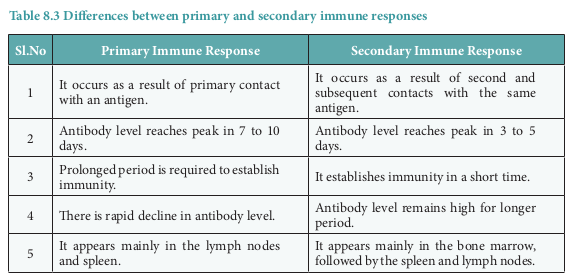 Table 8.3 Differences between primary and secondary immune responses
Sl.No Primary Immune Response Secondary Immune Response
1
It occurs as a result of primary contact
with an antigen.
It occurs as a result of second and
subsequent contacts with the same
antigen.
2
Antibody level reaches peak in 7 to 10
days.
Antibody level reaches peak in 3 to 5
days.
3
Prolonged period is required to establish
immunity.
It establishes immunity in a short time.
4
There is rapid decline in antibody level.
Antibody level remains high for longer
period.
5
It appears mainly in the lymph nodes
and spleen.
It appears mainly in the bone marrow,
followed by the spleen and lymph nodes.